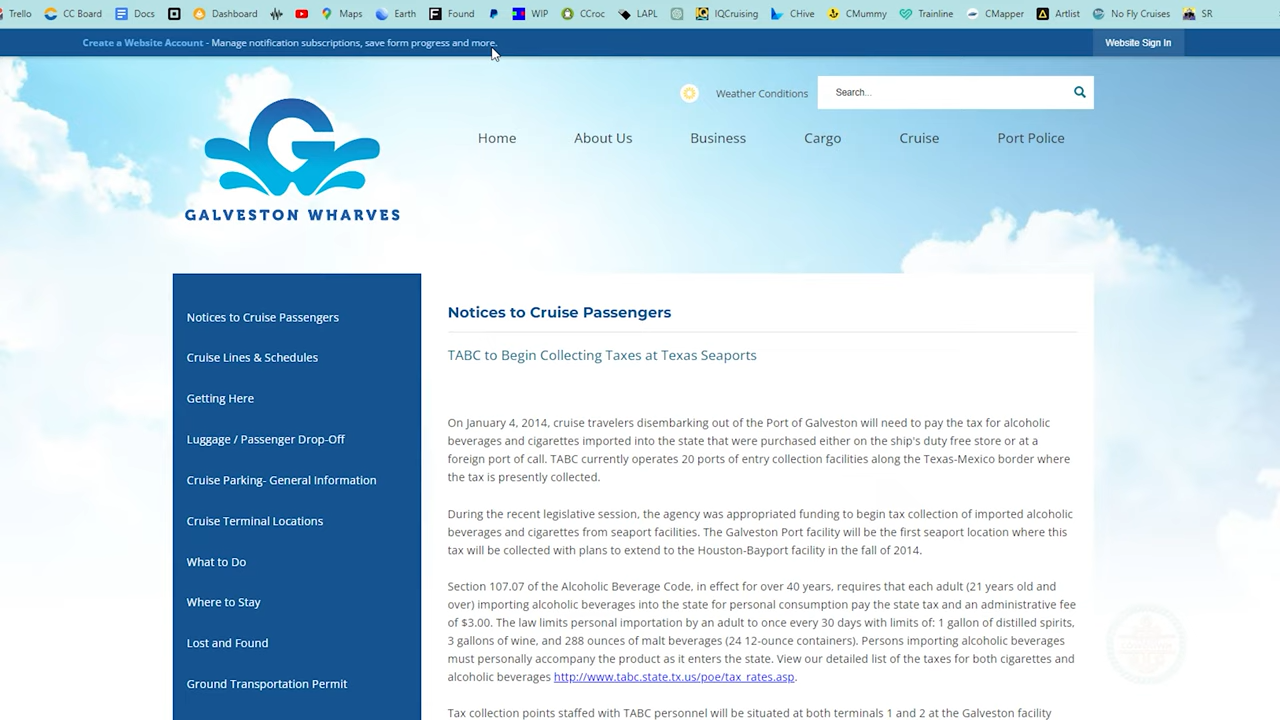 Trello CC Board Docs Dashboard Maps Earth Found WIP CCroc LAPL IQCruising CHive CMummy Trainline CMapper Artlist No Fly Cruises SR
Create a Website Account - Manage notification subscriptions, save form progress and more.
Website Sign In
Weather Conditions
Search...
Home About Us Business Cargo Cruise Port Police
GALVESTON WHARVES
Notices to Cruise Passengers
Cruise Lines & Schedules
Getting Here
Luggage / Passenger Drop-Off
Cruise Parking- General Information
Cruise Terminal Locations
What to Do
Where to Stay
Lost and Found
Ground Transportation Permit
Notices to Cruise Passengers
TABC to Begin Collecting Taxes at Texas Seaports
On January 4, 2014, cruise travelers disembarking out of the Port of Galveston will need to pay the tax for alcoholic
beverages and cigarettes imported into the state that were purchased either on the ship's duty free store or at a
foreign port of call. TABC currently operates 20 ports of entry collection facilities along the Texas-Mexico border where
the tax is presently collected.
During the recent legislative session, the agency was appropriated funding to begin tax collection of imported alcoholic
beverages and cigarettes from seaport facilities. The Galveston Port facility will be the first seaport location where this
tax will be collected with plans to extend to the Houston-Bayport facility in the fall of 2014.
Section 107.07 of the Alcoholic Beverage Code, in effect for over 40 years, requires that each adult (21 years old and
over) importing alcoholic beverages into the state for personal consumption pay the state tax and an administrative fee
of $3.00. The law limits personal importation by an adult to once every 30 days with limits of: 1 gallon of distilled spirits,
3 gallons of wine, and 288 ounces of malt beverages (24 12-ounce containers). Persons importing alcoholic beverages
must personally accompany the product as it enters the state. View our detailed list of the taxes for both cigarettes and
alcoholic beverages http://www.tabc.state.tx.us/poe/tax_rates.asp.
Tax collection points staffed with TABC personnel will be situated at both terminals 1 and 2 at the Galveston facility